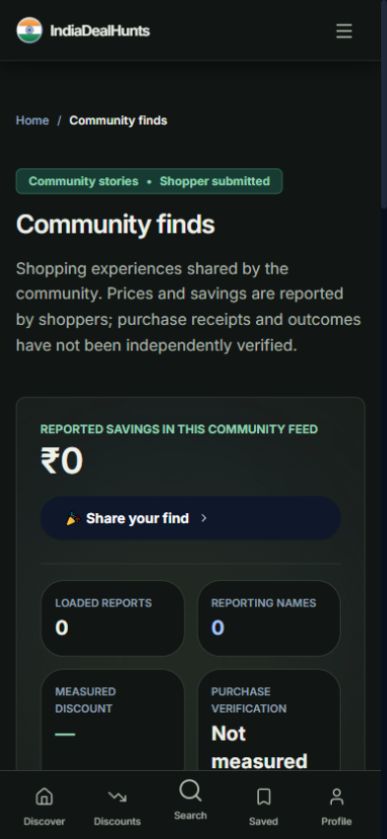 IndiaDealHunts
Home / Community finds
Community stories • Shopper submitted
Community finds
Shopping experiences shared by the
community. Prices and savings are reported
by shoppers; purchase receipts and outcomes
have not been independently verified.
REPORTED SAVINGS IN THIS COMMUNITY FEED
₹0
Share your find
LOADED REPORTS
0
REPORTING NAMES
0
MEASURED
DISCOUNT
—
PURCHASE
VERIFICATION
Not
measured
Discover
Discounts
Search
Saved
Profile